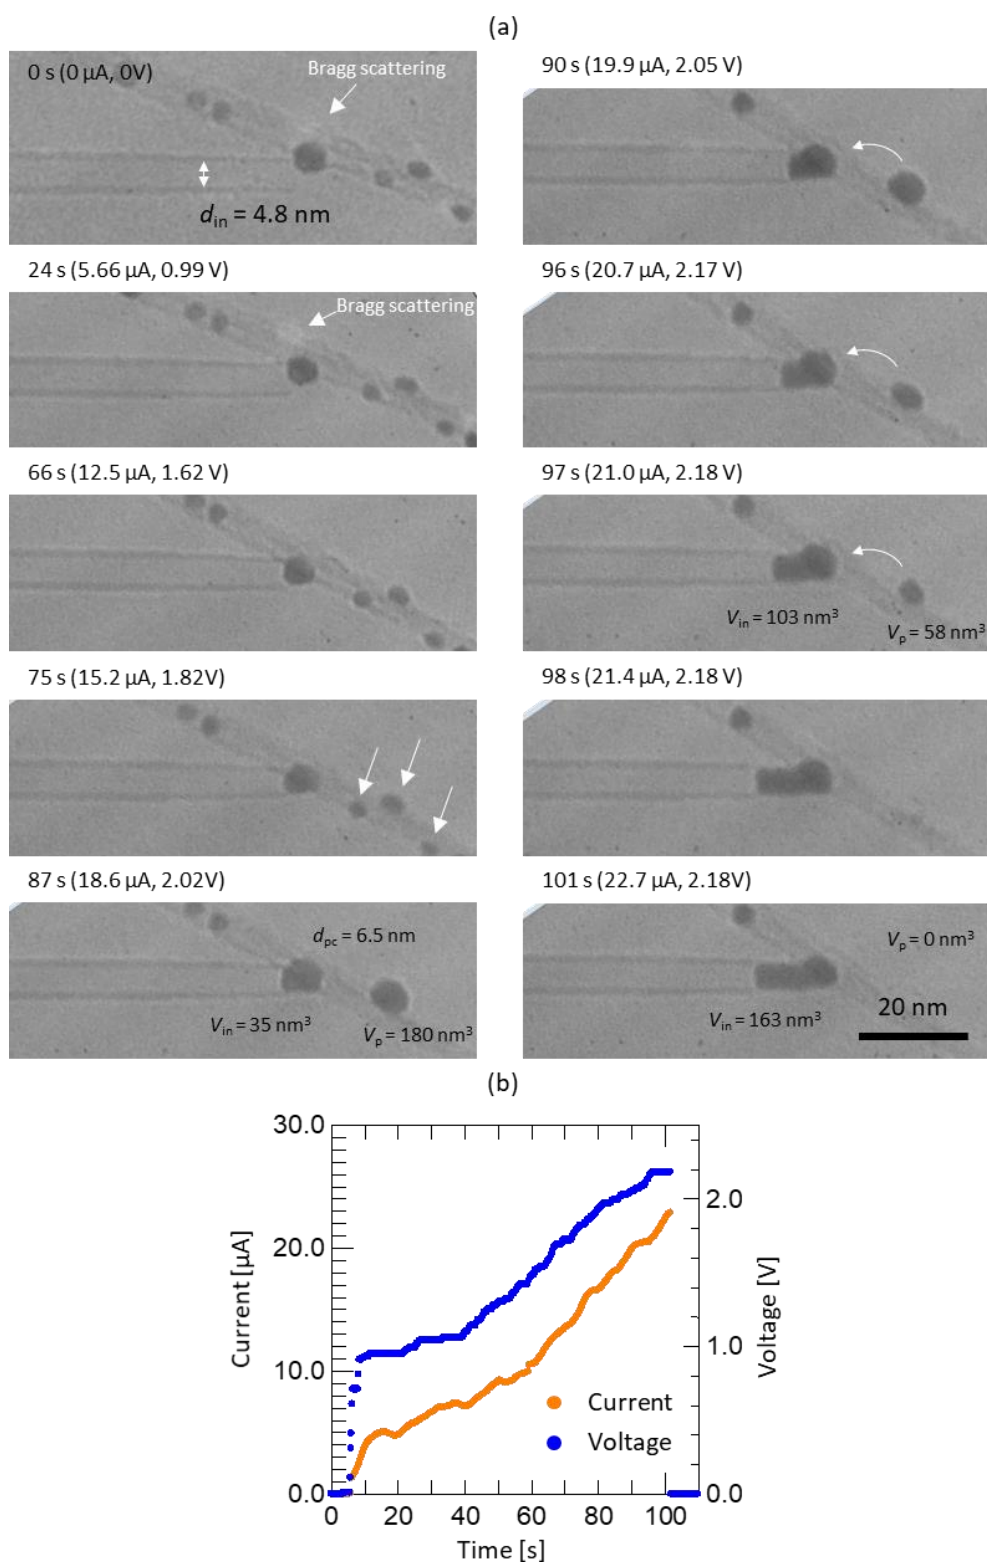 (a)
0 s (0 µA, 0V)
Bragg scattering
d_in = 4.8 nm
24 s (5.66 µA, 0.99 V)
Bragg scattering
66 s (12.5 µA, 1.62 V)
75 s (15.2 µA, 1.82V)
87 s (18.6 µA, 2.02V)
d_pc = 6.5 nm
V_in = 35 nm³
V_p = 180 nm³
90 s (19.9 µA, 2.05 V)
96 s (20.7 µA, 2.17 V)
97 s (21.0 µA, 2.18 V)
V_in = 103 nm³
V_p = 58 nm³
98 s (21.4 µA, 2.18 V)
101 s (22.7 µA, 2.18V)
V_p = 0 nm³
20 nm
V_in = 163 nm³
(b)
30.0
20.0
10.0
0.0
Current [µA]
2.0
1.0
0.0
Voltage [V]
Current
Voltage
0 20 40 60 80 100
Time [s]